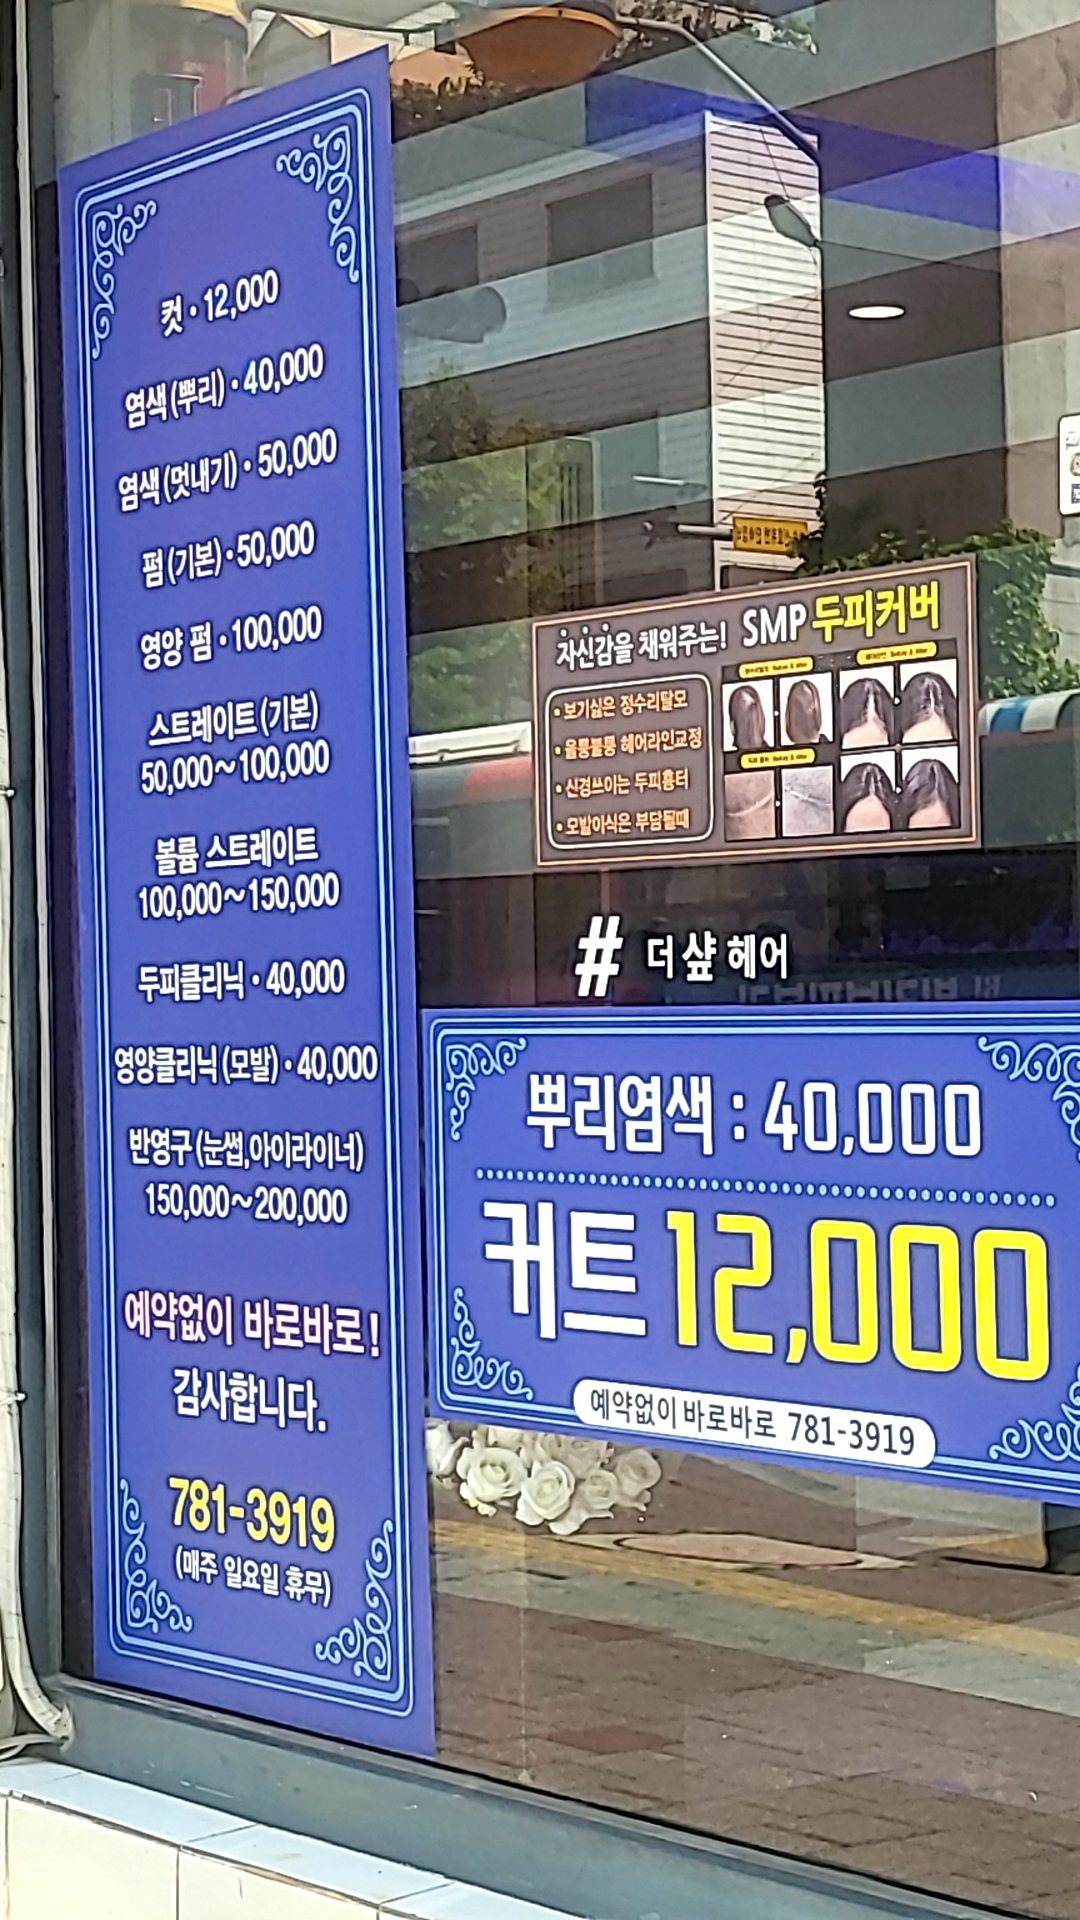 컷·12,000
염색(뿌리)·40,000
염색(멋내기)·50,000
펌(기본)·50,000
영양 펌·100,000
스트레이트(기본)
50,000~100,000
볼륨 스트레이트
100,000~150,000
두피클리닉·40,000
영양클리닉(모발)·40,000
반영구(눈썹,아이라이너)
150,000~200,000
예약없이 바로바로!
감사합니다.
781-3919
(매주 일요일 휴무)
자신감을 채워주는! SMP 두피커버
• 보기싫은 정수리탈모
• 울퉁불퉁 헤어라인교정
• 신경쓰이는 두피흉터
• 모발이식은 부담될때
# 더 샾 헤어
뿌리염색 : 40,000
커트 12,000
예약없이 바로바로 781-3919